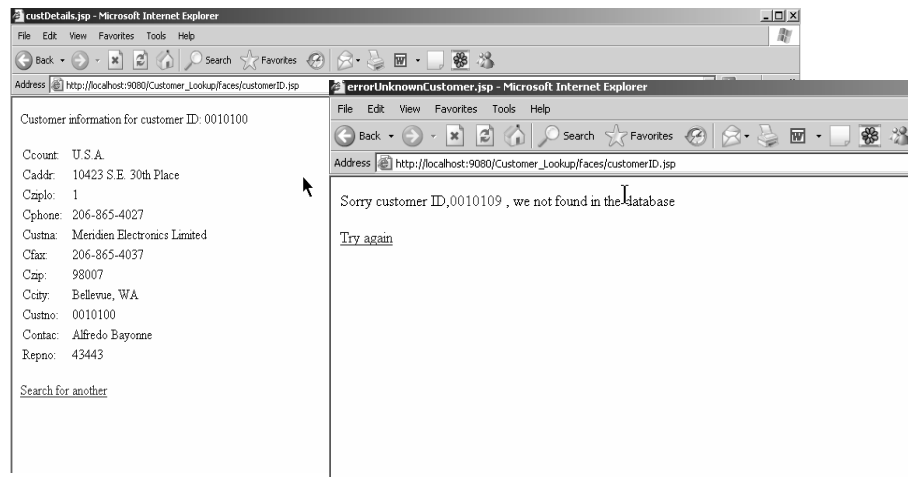 custDetails.jsp - Microsoft Internet Explorer
File Edit View Favorites Tools Help
Back Search Favorites
Address http://localhost:9080/Customer_Lookup/faces/customerID.jsp
Customer information for customer ID: 0010100
Ccount: U.S.A.
Caddr: 10423 S.E. 30th Place
Cziplo: 1
Cphone: 206-865-4027
Custna: Meridien Electronics Limited
Cfax: 206-865-4037
Czip: 98007
Ccity: Bellevue, WA
Custno: 0010100
Contac: Alfredo Bayonne
Repno: 43443
Search for another
errorUnknownCustomer.jsp - Microsoft Internet Explorer
File Edit View Favorites Tools Help
Back Search Favorites
Address http://localhost:9080/Customer_Lookup/faces/customerID.jsp
Sorry customer ID,0010109 , we not found in the database
Try again